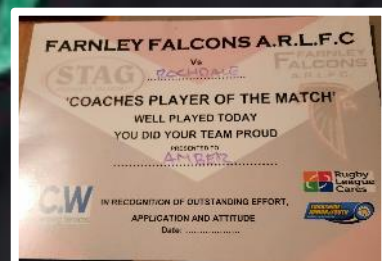 FARNLEY FALCONS A.R.L.F.C
Vs
ROCHDALE
STAG
FARNLEY
FALCONS
A.R.L.F.C.
'COACHES PLAYER OF THE MATCH'
WELL PLAYED TODAY
YOU DID YOUR TEAM PROUD
PRESENTED TO
AMBER
C.W
Rugby
League
Cares
IN RECOGNITION OF OUTSTANDING EFFORT,
APPLICATION AND ATTITUDE
Date: ...................